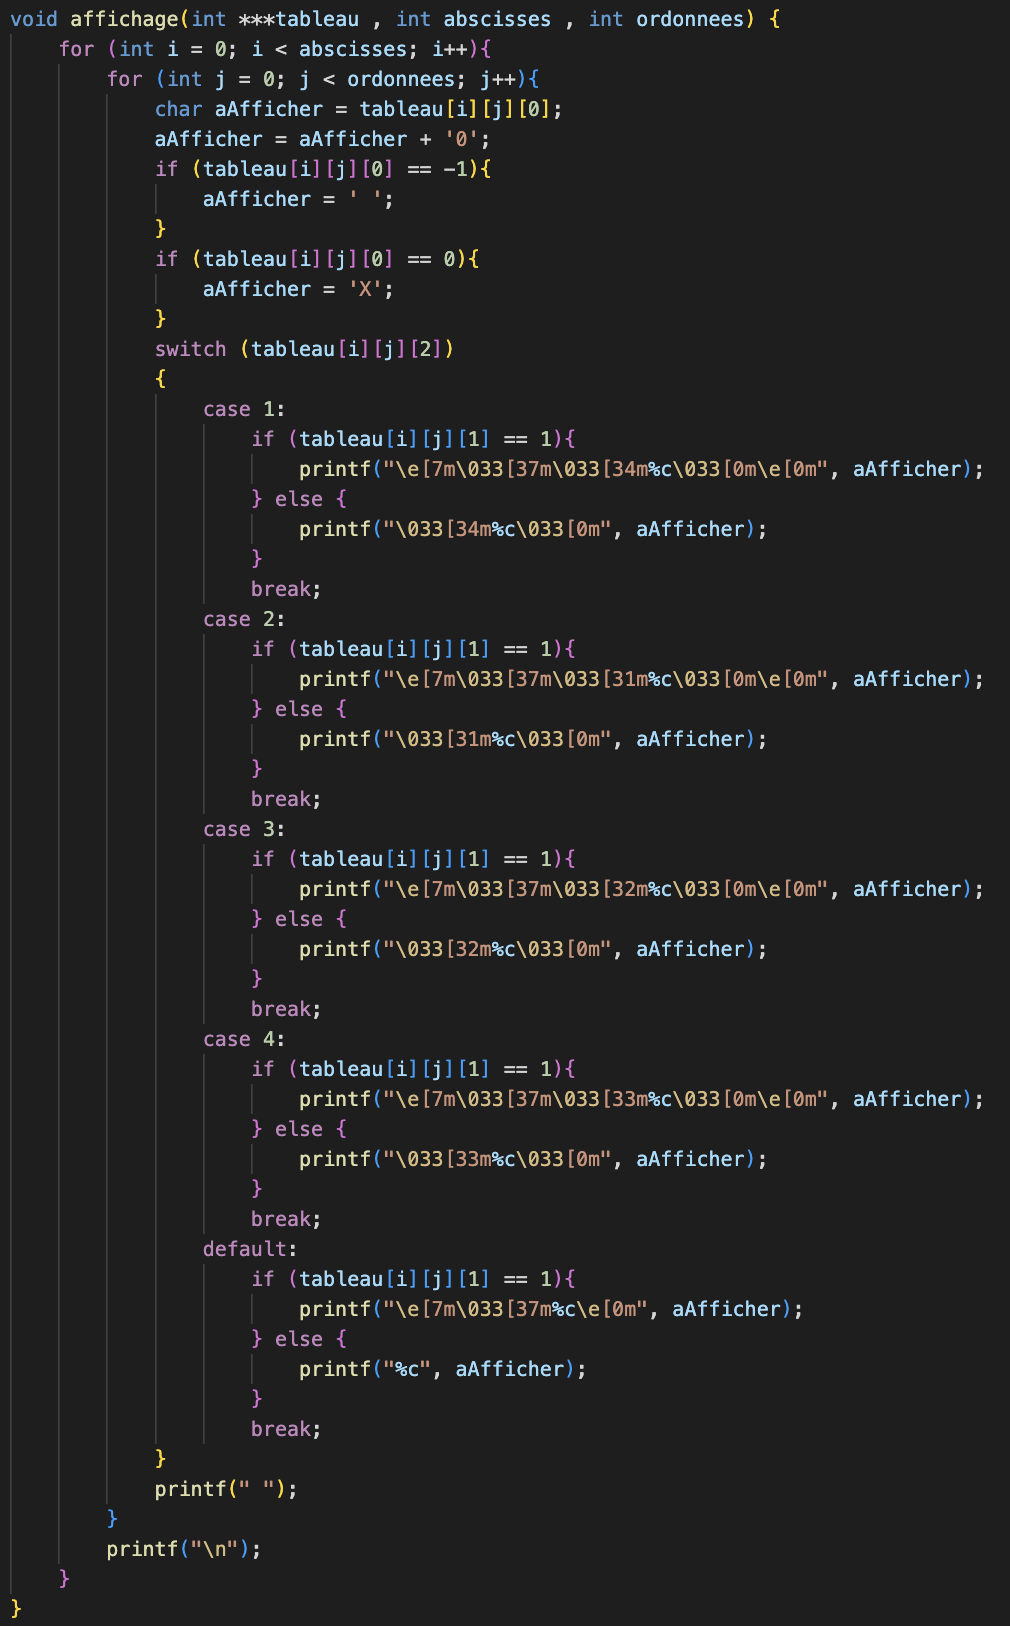 void affichage(int ***tableau , int abscisses , int ordonnees) {
    for (int i = 0; i < abscisses; i++){
        for (int j = 0; j < ordonnees; j++){
            char aAfficher = tableau[i][j][0];
            aAfficher = aAfficher + '0';
            if (tableau[i][j][0] == -1){
                aAfficher = ' ';
            }
            if (tableau[i][j][0] == 0){
                aAfficher = 'X';
            }
            switch (tableau[i][j][2])
            {
                case 1:
                    if (tableau[i][j][1] == 1){
                        printf("\e[7m\033[37m\033[34m%c\033[0m\e[0m", aAfficher);
                    } else {
                        printf("\033[34m%c\033[0m", aAfficher);
                    }
                    break;
                case 2:
                    if (tableau[i][j][1] == 1){
                        printf("\e[7m\033[37m\033[31m%c\033[0m\e[0m", aAfficher);
                    } else {
                        printf("\033[31m%c\033[0m", aAfficher);
                    }
                    break;
                case 3:
                    if (tableau[i][j][1] == 1){
                        printf("\e[7m\033[37m\033[32m%c\033[0m\e[0m", aAfficher);
                    } else {
                        printf("\033[32m%c\033[0m", aAfficher);
                    }
                    break;
                case 4:
                    if (tableau[i][j][1] == 1){
                        printf("\e[7m\033[37m\033[33m%c\033[0m\e[0m", aAfficher);
                    } else {
                        printf("\033[33m%c\033[0m", aAfficher);
                    }
                    break;
                default:
                    if (tableau[i][j][1] == 1){
                        printf("\e[7m\033[37m%c\e[0m", aAfficher);
                    } else {
                        printf("%c", aAfficher);
                    }
                    break;
            }
            printf(" ");
        }
        printf("\n");
    }
}